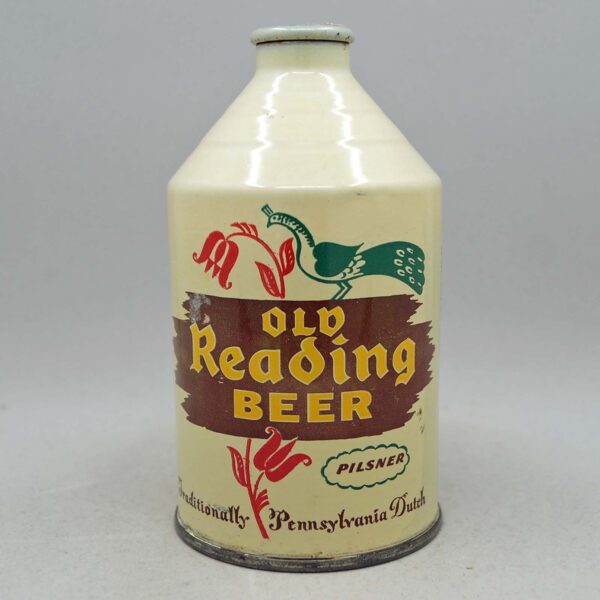 OLD
Reading
BEER
PILSNER
Traditionally Pennsylvania Dutch